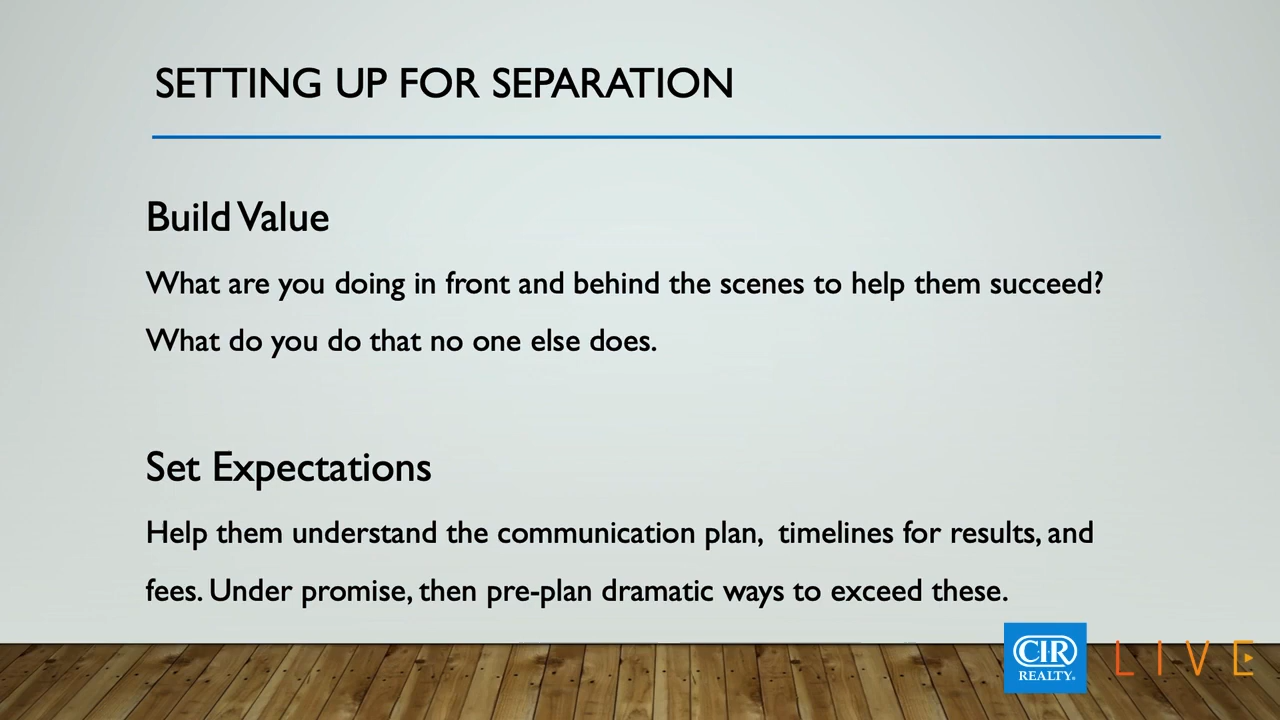 SETTING UP FOR SEPARATION
Build Value
What are you doing in front and behind the scenes to help them succeed?
What do you do that no one else does.
Set Expectations
Help them understand the communication plan,  timelines for results, and
fees. Under promise, then pre-plan dramatic ways to exceed these.
CIR
REALTY.
LIVE